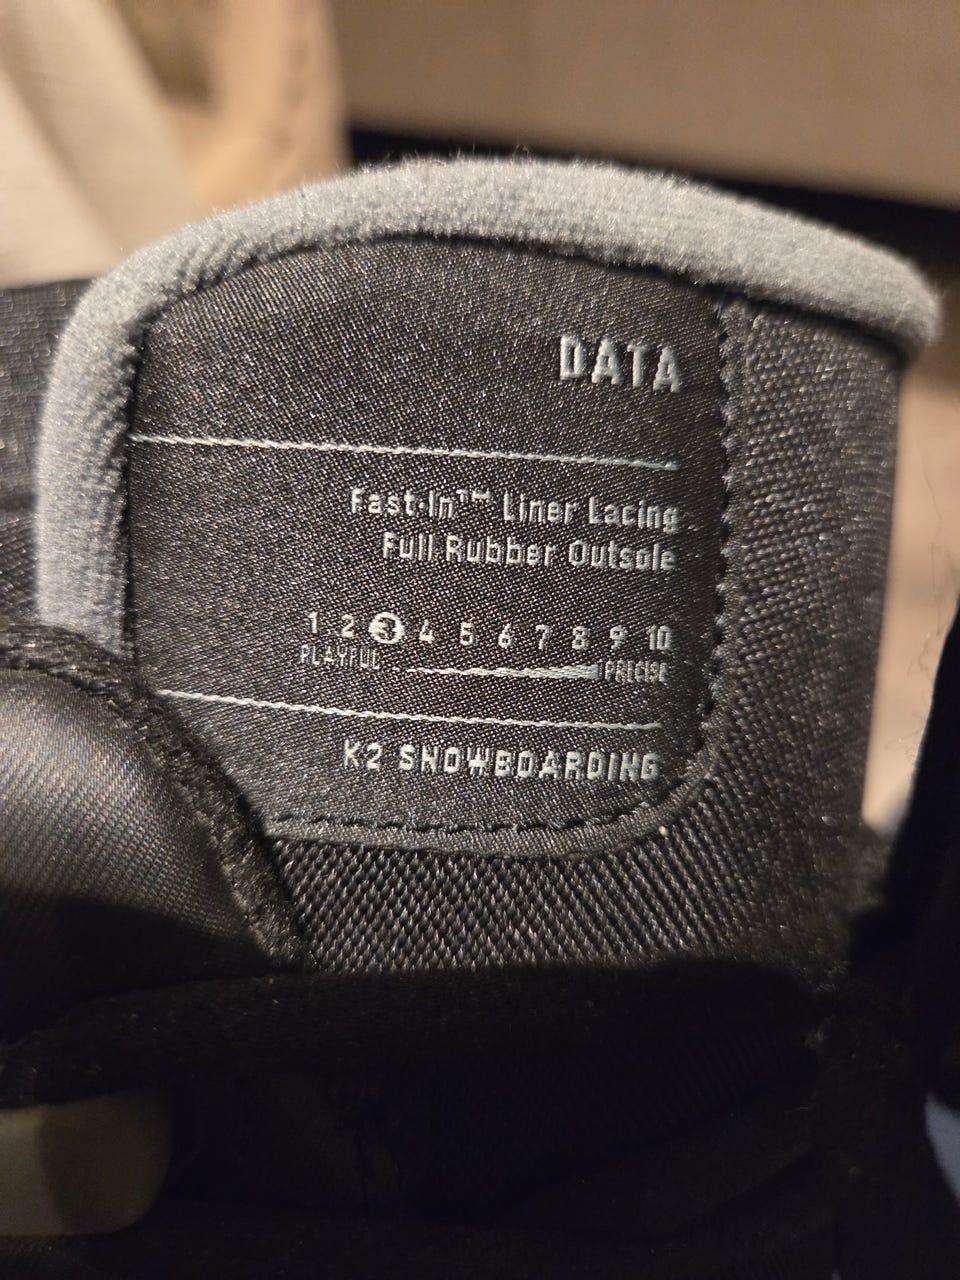 DATA
Fast-In™ Liner Lacing
Full Rubber Outsole
1 2 3 4 5 6 7 8 9 10
PLAYFUL PRECISE
K2 SNOWBOARDING